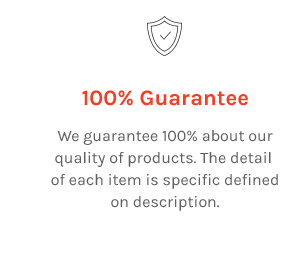 100% Guarantee
We guarantee 100% about our
quality of products. The detail
of each item is specific defined
on description.